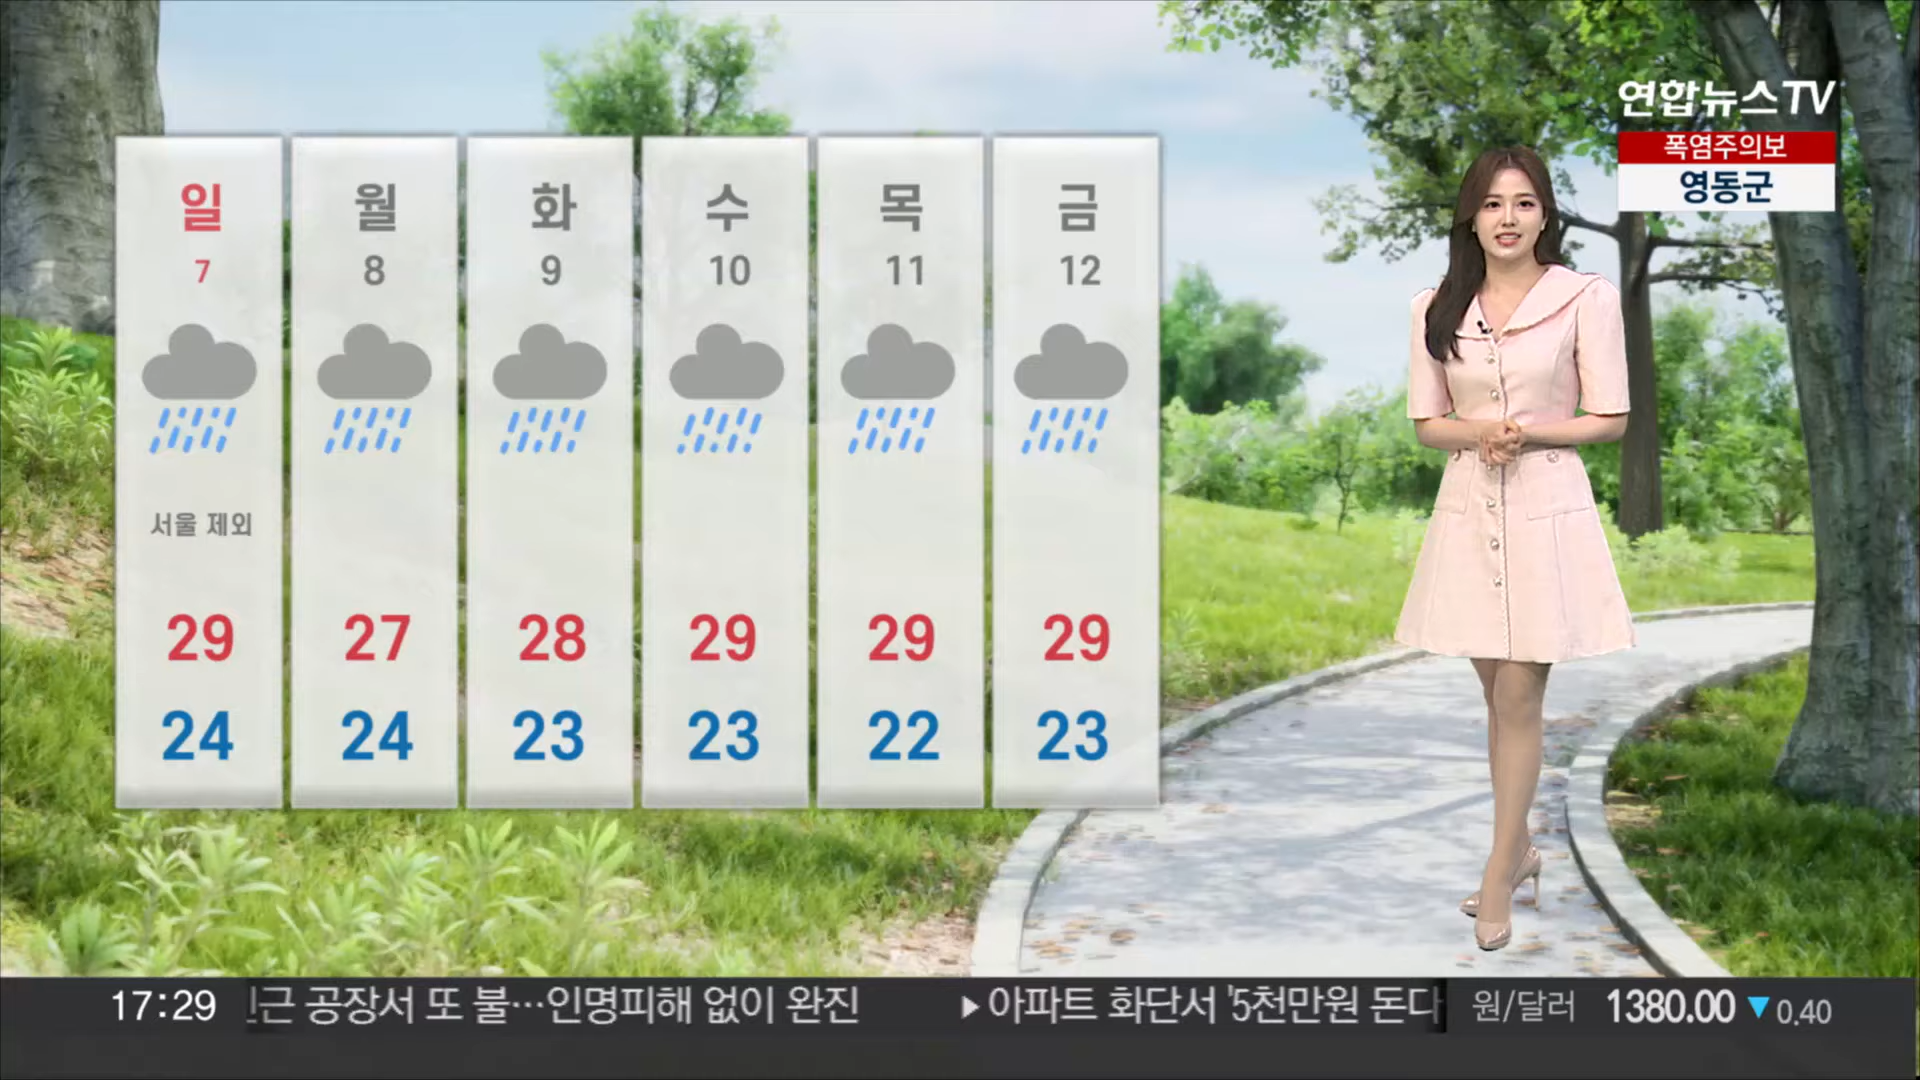 연합뉴스TV
폭염주의보
영동군
일 월 화 수 목 금
7 8 9 10 11 12
서울 제외
29 27 28 29 29 29
24 24 23 23 22 23
17:29 공장서 또 불…인명피해 없이 완진 ▶아파트 화단서 '5천만원 돈다 원/달러 1380.00 ▼0.40